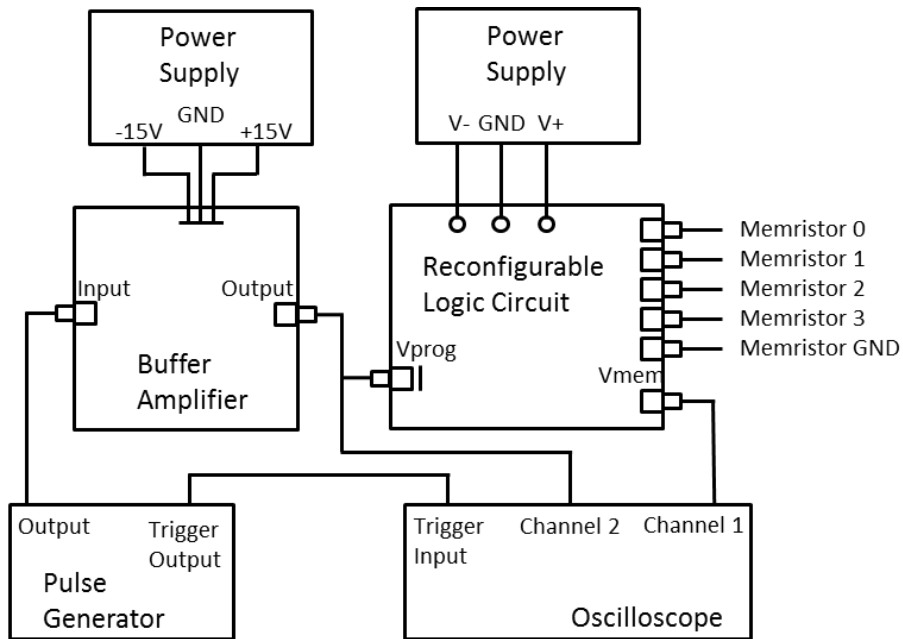 Power
Supply
GND
-15V
+15V
Power
Supply
V- GND V+
Input
Output
Buffer
Amplifier
Reconfigurable
Logic Circuit
Vprog
Vmem
Memristor 0
Memristor 1
Memristor 2
Memristor 3
Memristor GND
Output
Trigger
Output
Pulse
Generator
Trigger
Input
Channel 2
Channel 1
Oscilloscope